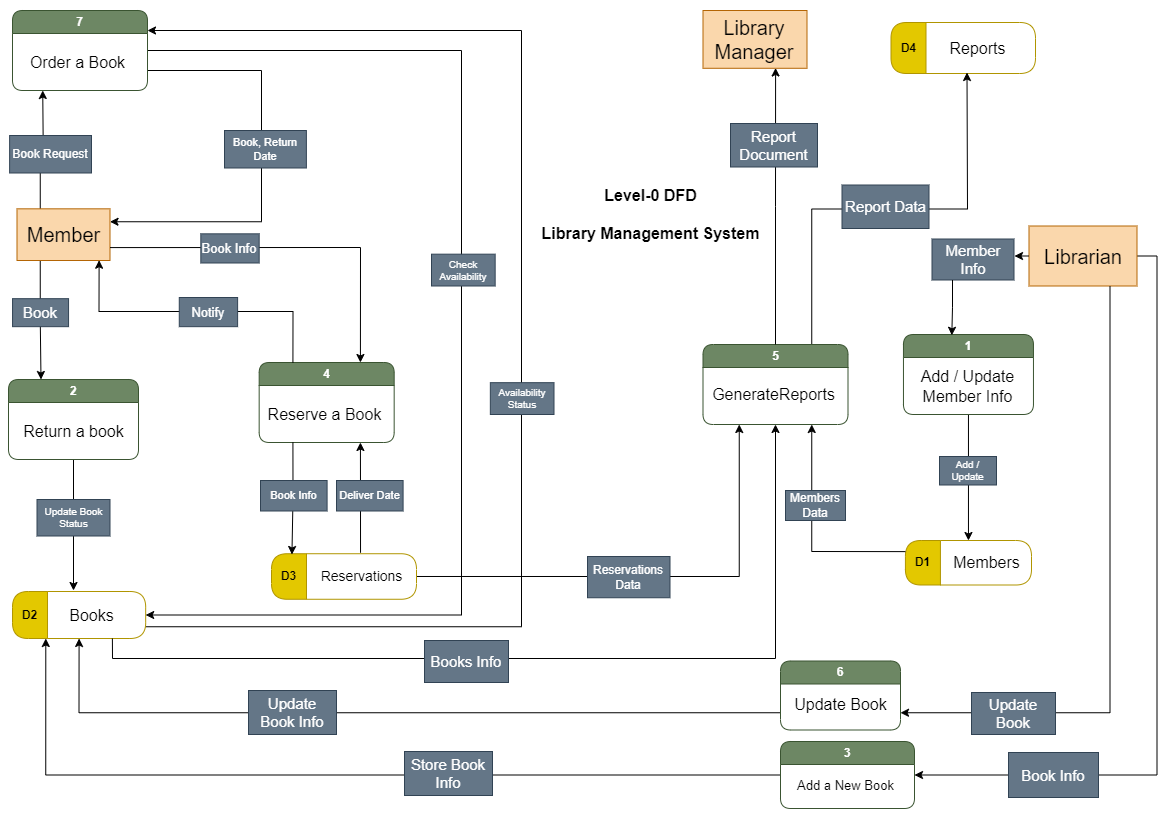 7
Order a Book
Library
Manager
D4
Reports
Book Request
Book, Return
Date
Report
Document
Level-0 DFD
Library Management System
Report Data
Member
Book Info
Check
Availability
Member
Info
Librarian
Book
Notify
2
Return a book
4
Reserve a Book
Availability
Status
5
GenerateReports
1
Add / Update
Member Info
Update Book
Status
Book Info
Deliver Date
Members
Data
Add /
Update
D3
Reservations
Reservations
Data
D1
Members
D2
Books
Books Info
6
Update Book
Update
Book Info
Update
Book
3
Add a New Book
Store Book
Info
Book Info